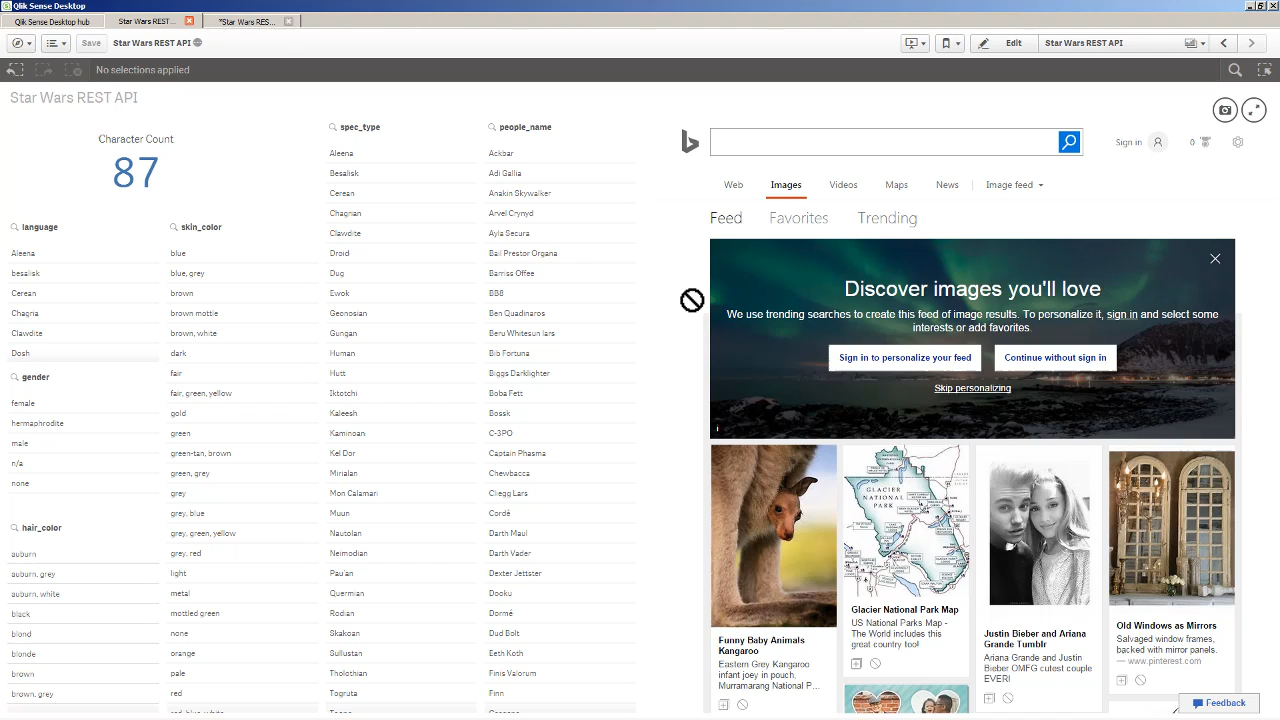 Qlik Sense Desktop
Qlik Sense Desktop hub
Star Wars REST...
*Star Wars RES...
Save
Star Wars REST API
Edit
Star Wars REST API
No selections applied
Star Wars REST API
Character Count
87
language
Aleena
besalisk
Cerean
Chagria
Clawdite
Dosh
gender
female
hermaphrodite
male
n/a
none
hair_color
auburn
auburn, grey
auburn, white
black
blond
blonde
brown
brown, grey
skin_color
blue
blue, grey
brown
brown mottle
brown, white
dark
fair
fair, green, yellow
gold
green
green-tan, brown
green, grey
grey
grey, blue
grey, green, yellow
grey, red
light
metal
mottled green
none
orange
pale
red
red, blue, white
spec_type
Aleena
Besalisk
Cerean
Chagrian
Clawdite
Droid
Dug
Ewok
Geonosian
Gungan
Human
Hutt
Iktotchi
Kaleesh
Kaminoan
Kel Dor
Mirialan
Mon Calamari
Muun
Nautolan
Neimodian
Pau'an
Quermian
Rodian
Skakoan
Sullustan
Tholothian
Togruta
people_name
Ackbar
Adi Gallia
Anakin Skywalker
Arvel Crynyd
Ayla Secura
Bail Prestor Organa
Barriss Offee
BB8
Ben Quadinaros
Beru Whitesun lars
Bib Fortuna
Biggs Darklighter
Boba Fett
Bossk
C-3PO
Captain Phasma
Chewbacca
Cliegg Lars
Cordé
Darth Maul
Darth Vader
Dexter Jettster
Dooku
Dormé
Dud Bolt
Eeth Koth
Finis Valorum
Finn
Sign in
0
Web
Images
Videos
Maps
News
Image feed
Feed
Favorites
Trending
Discover images you'll love
We use trending searches to create this feed of image results. To personalize it, sign in and select some
interests or add favorites.
Sign in to personalize your feed
Continue without sign in
Skip personalizing
Funny Baby Animals
Kangaroo
Eastern Grey Kangaroo
infant joey in pouch,
Murramarang National P...
GLACIER
NATIONAL
PARK
Glacier National Park Map
US National Parks Map -
The World includes this
great country too!
Justin Bieber and Ariana
Grande Tumblr
Ariana Grande and Justin
Bieber OMFG cutest couple
EVER!
Old Windows as Mirrors
Salvaged window frames,
backed with mirror panels.
— www.pinterest.com
Feedback